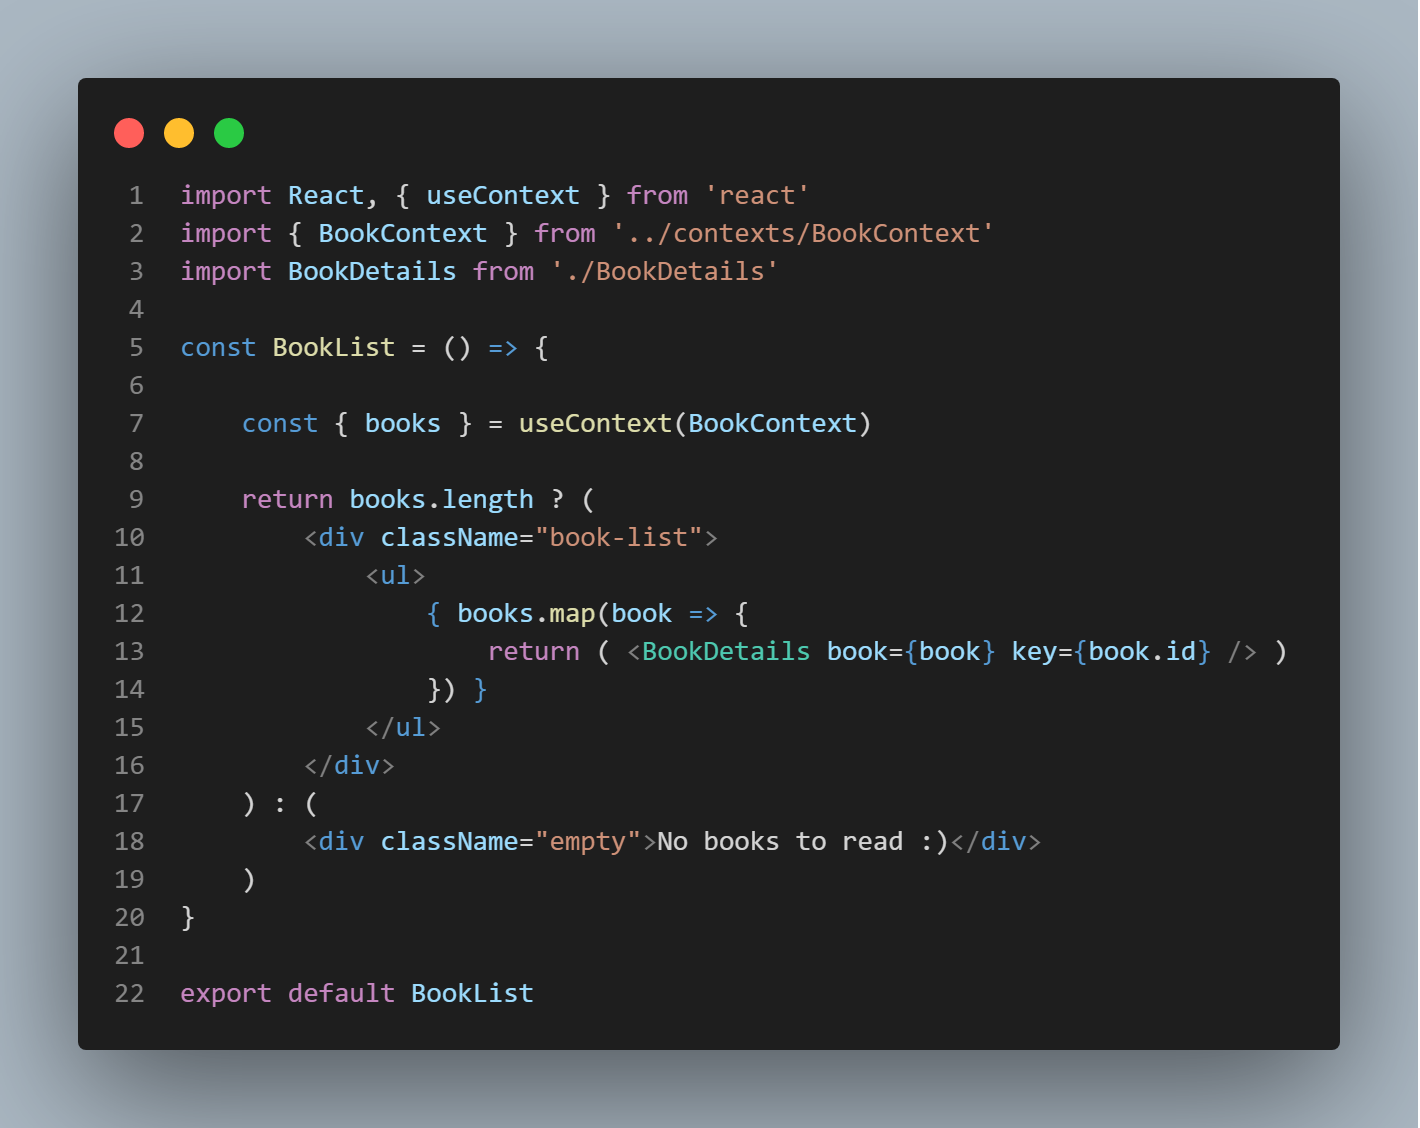 1 import React, { useContext } from 'react'
2 import { BookContext } from '../contexts/BookContext'
3 import BookDetails from './BookDetails'
4
5 const BookList = () => {
6
7     const { books } = useContext(BookContext)
8
9     return books.length ? (
10         <div className="book-list">
11             <ul>
12                 { books.map(book => {
13                     return ( <BookDetails book={book} key={book.id} /> )
14                 }) }
15             </ul>
16         </div>
17     ) : (
18         <div className="empty">No books to read :)</div>
19     )
20 }
21
22 export default BookList